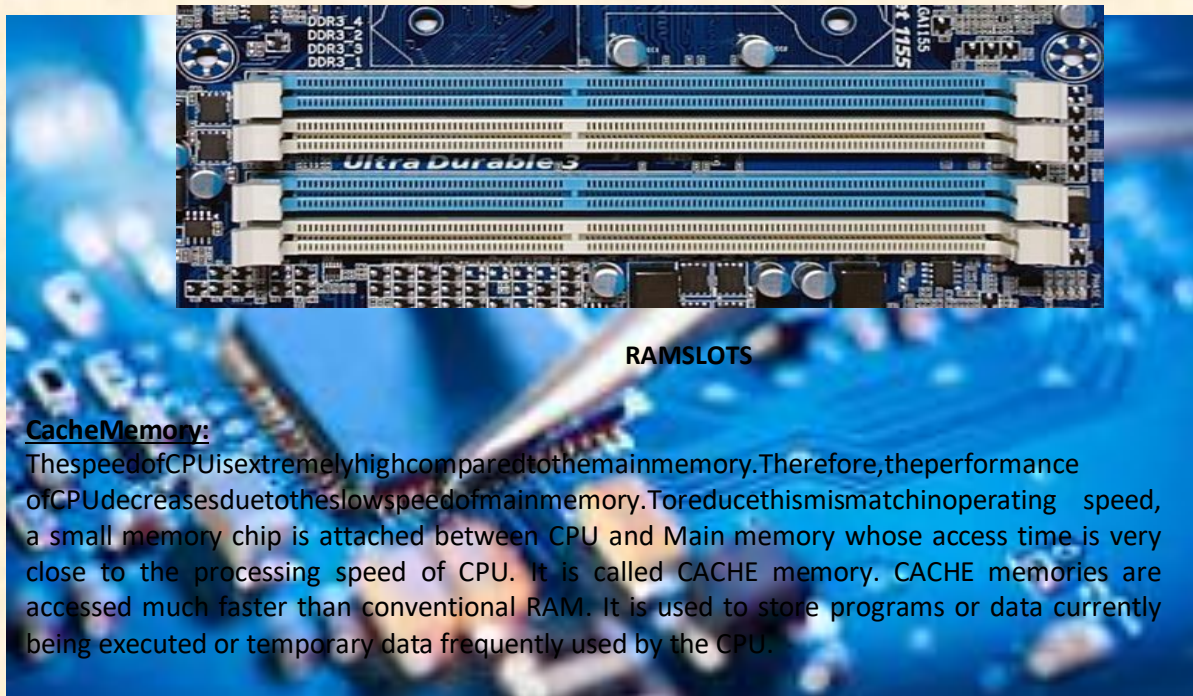 DDR3_4
DDR3_2
DDR3_3
DDR3_1
GA1155
et 1155
Ultra Durable 3
RAMSLOTS
CacheMemory:
ThespeedofCPUisextremelyhighcomparedtothemainmemory.Therefore,theperformance
ofCPUdecreasesduetotheslowspeedofmainmemory.Toreducethismismatchinoperating speed,
a small memory chip is attached between CPU and Main memory whose access time is very
close to the processing speed of CPU. It is called CACHE memory. CACHE memories are
accessed much faster than conventional RAM. It is used to store programs or data currently
being executed or temporary data frequently used by the CPU.